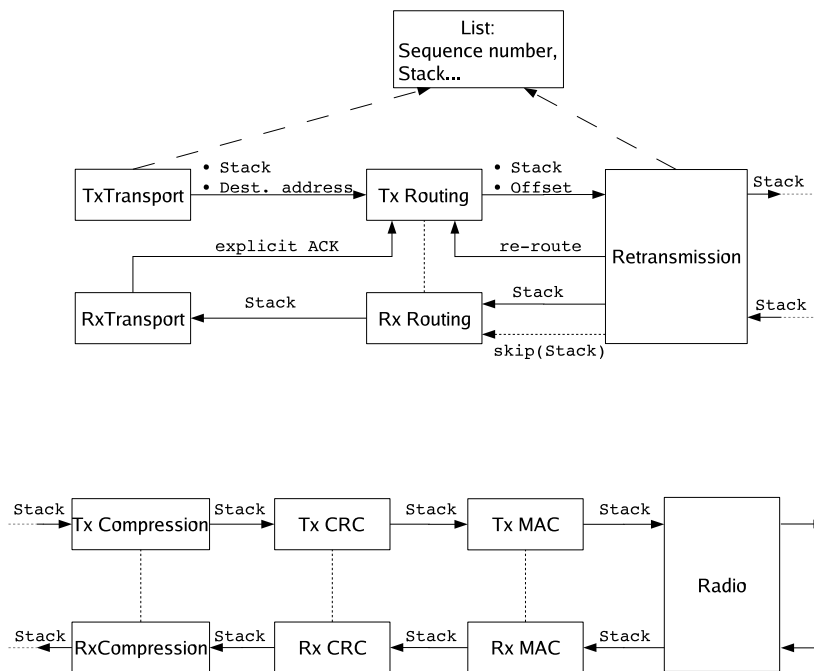 List:
Sequence number,
Stack...
• Stack
• Dest. address
• Stack
• Offset
Stack
TxTransport
Tx Routing
Retransmission
explicit ACK
re-route
Stack
Stack
Stack
RxTransport
Rx Routing
skip(Stack)
Stack
Stack
Stack
Stack
Stack
Tx Compression
Tx CRC
Tx MAC
Radio
Stack
Stack
Stack
Stack
RxCompression
Rx CRC
Rx MAC